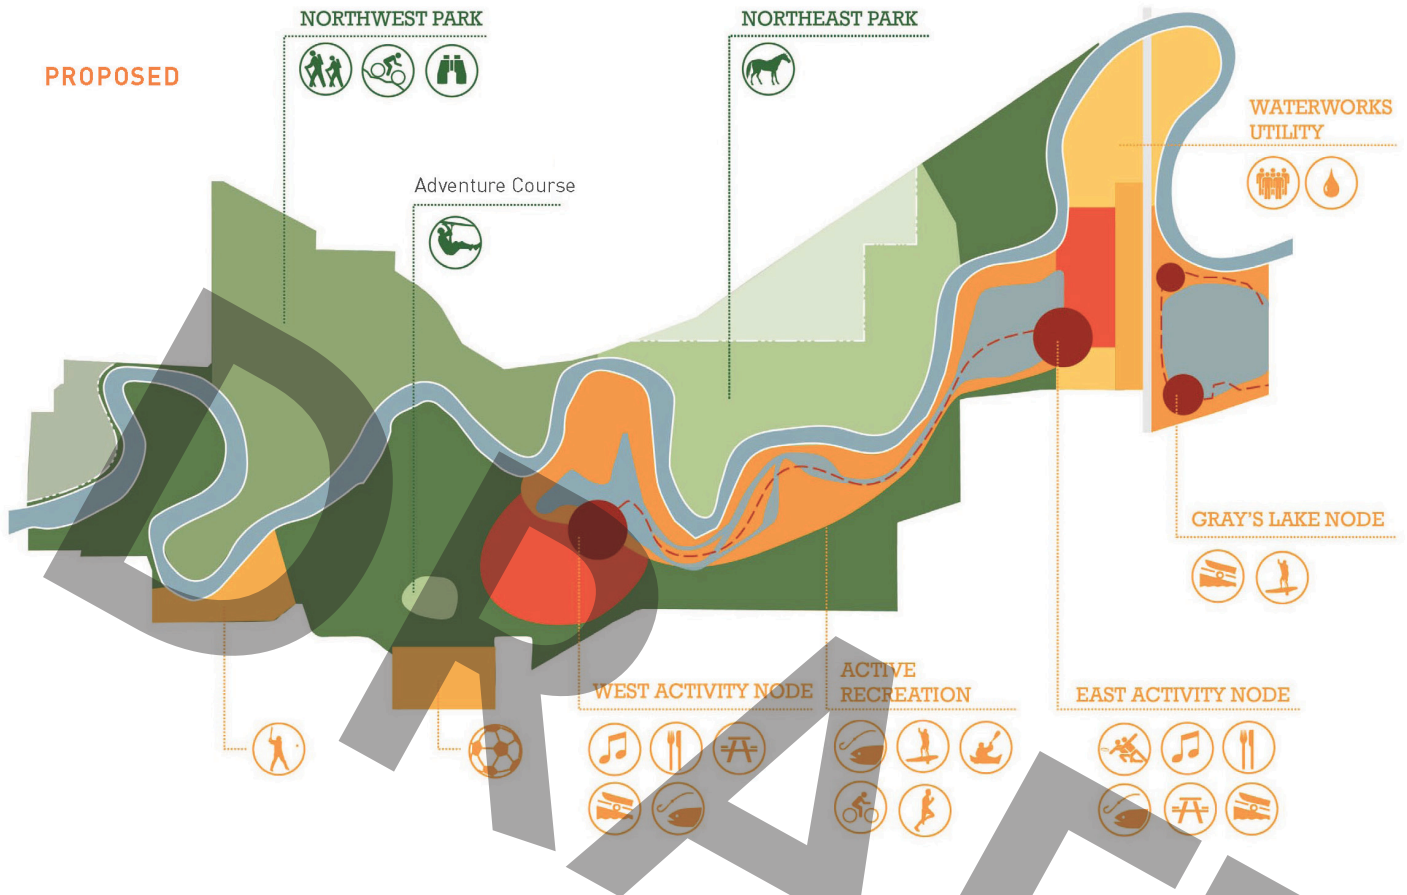 NORTHWEST PARK
NORTHEAST PARK
PROPOSED
WATERWORKS
UTILITY
Adventure Course
GRAY'S LAKE NODE
WEST ACTIVITY NODE
ACTIVE
RECREATION
EAST ACTIVITY NODE
DRAFT